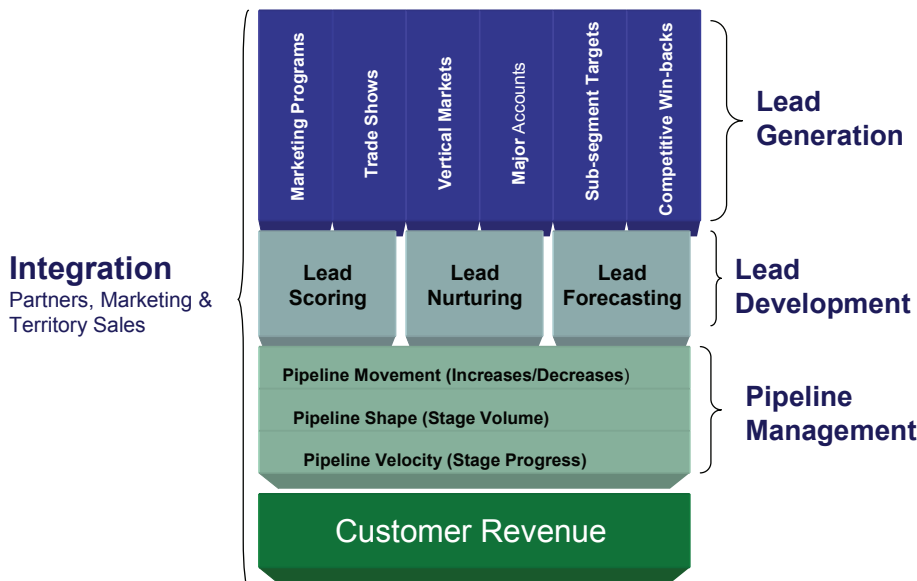 Marketing Programs
Trade Shows
Vertical Markets
Major Accounts
Sub-segment Targets
Competitive Win-backs
Lead
Generation
Integration
Partners, Marketing &
Territory Sales
Lead
Scoring
Lead
Nurturing
Lead
Forecasting
Lead
Development
Pipeline Movement (Increases/Decreases)
Pipeline Shape (Stage Volume)
Pipeline Velocity (Stage Progress)
Pipeline
Management
Customer Revenue